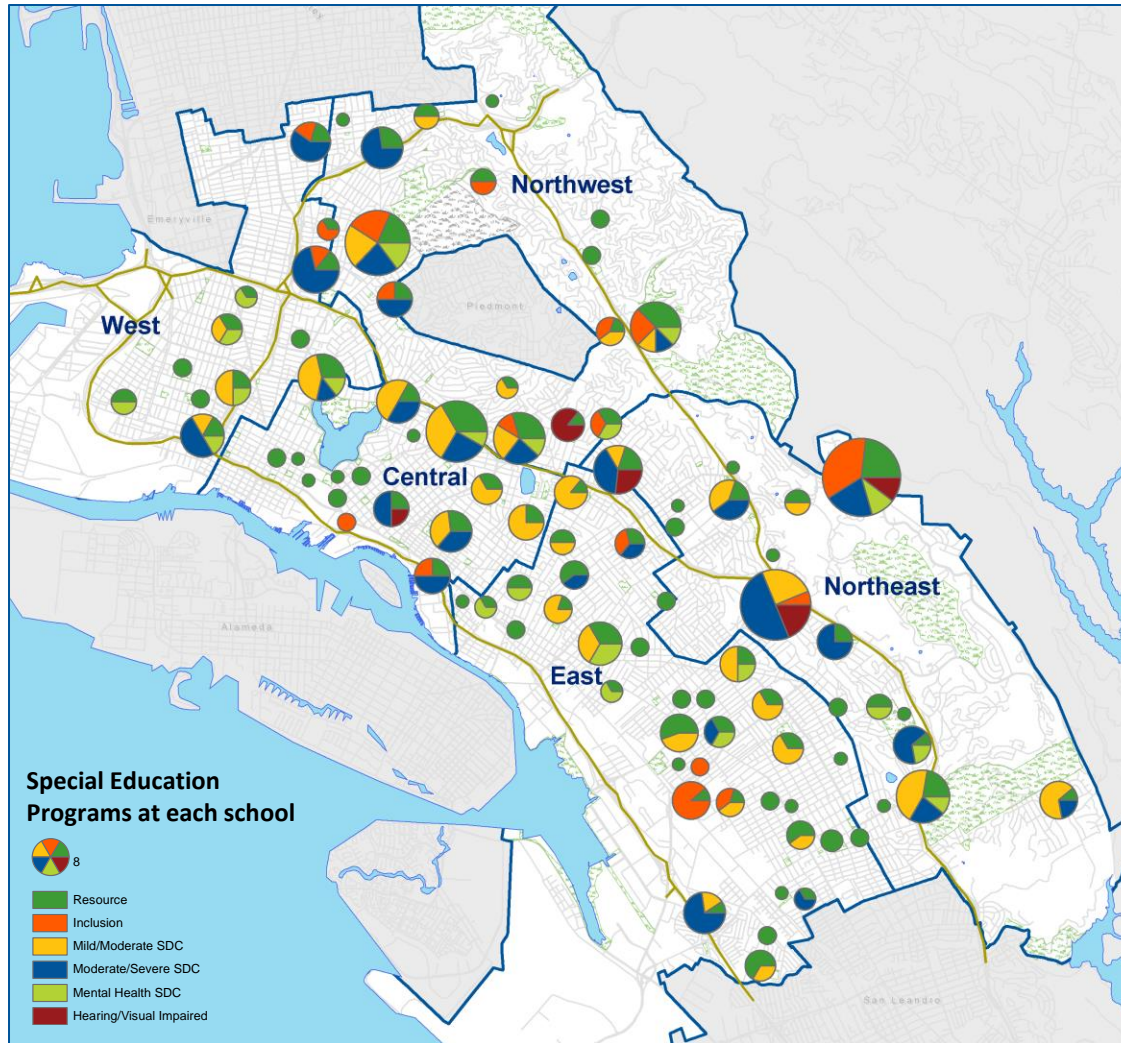 Northwest
Emeryville
Piedmont
West
Central
Northeast
Alameda
East
San Leandro
Special Education
Programs at each school
8
Resource
Inclusion
Mild/Moderate SDC
Moderate/Severe SDC
Mental Health SDC
Hearing/Visual Impaired